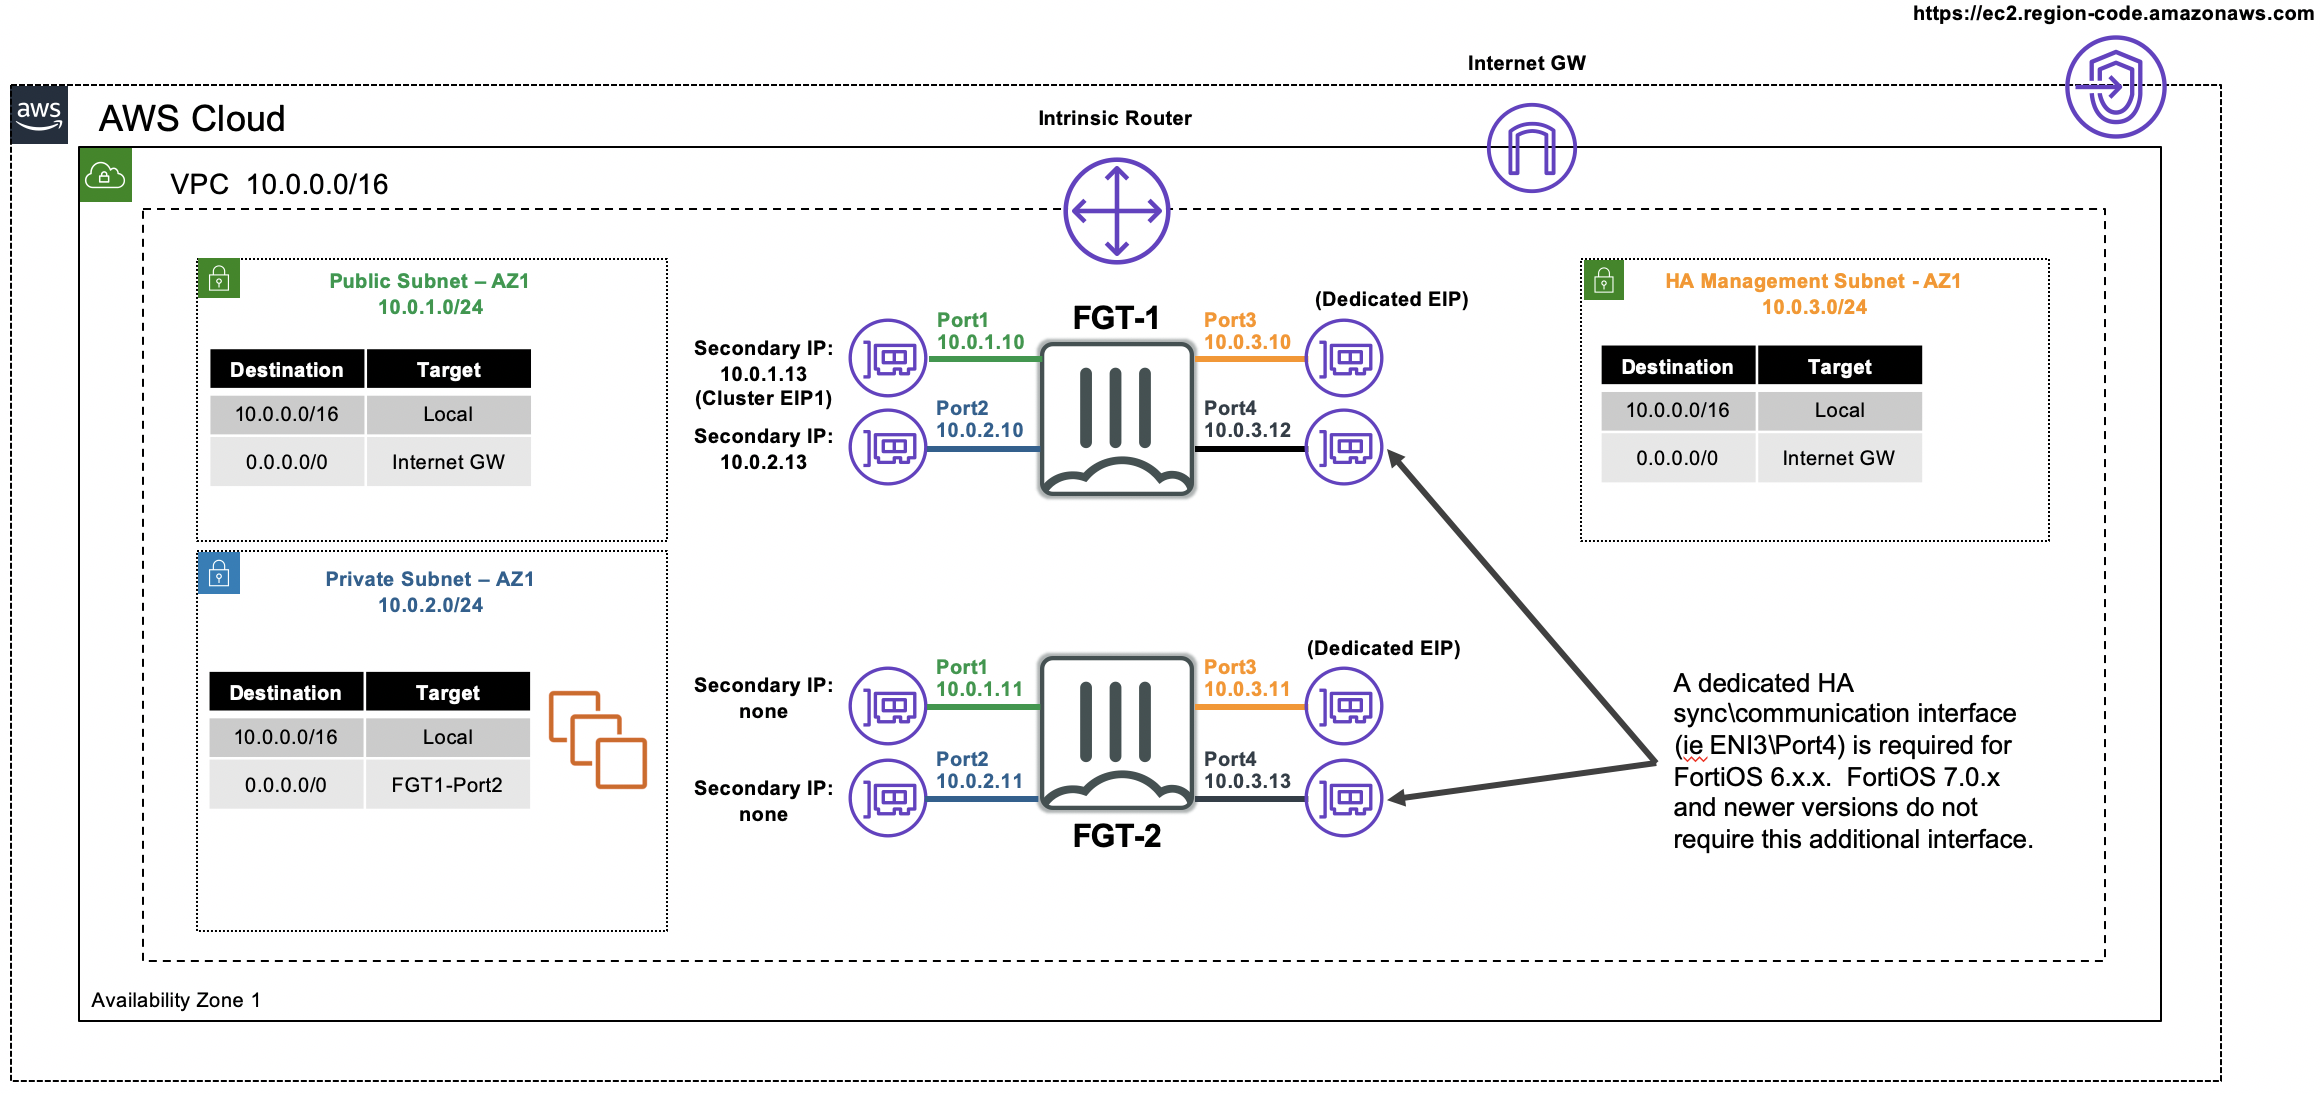 https://ec2.region-code.amazonaws.com
Internet GW
aws
AWS Cloud
Intrinsic Router
VPC 10.0.0.0/16
Public Subnet – AZ1
10.0.1.0/24
Destination Target
10.0.0.0/16 Local
0.0.0.0/0 Internet GW
Private Subnet – AZ1
10.0.2.0/24
Destination Target
10.0.0.0/16 Local
0.0.0.0/0 FGT1-Port2
Secondary IP:
10.0.1.13
(Cluster EIP1)
Secondary IP:
10.0.2.13
Port1
10.0.1.10
Port2
10.0.2.10
FGT-1
Port3
10.0.3.10
Port4
10.0.3.12
(Dedicated EIP)
Secondary IP:
none
Secondary IP:
none
Port1
10.0.1.11
Port2
10.0.2.11
FGT-2
Port3
10.0.3.11
Port4
10.0.3.13
(Dedicated EIP)
HA Management Subnet - AZ1
10.0.3.0/24
Destination Target
10.0.0.0/16 Local
0.0.0.0/0 Internet GW
A dedicated HA
sync\communication interface
(ie ENI3\Port4) is required for
FortiOS 6.x.x. FortiOS 7.0.x
and newer versions do not
require this additional interface.
Availability Zone 1